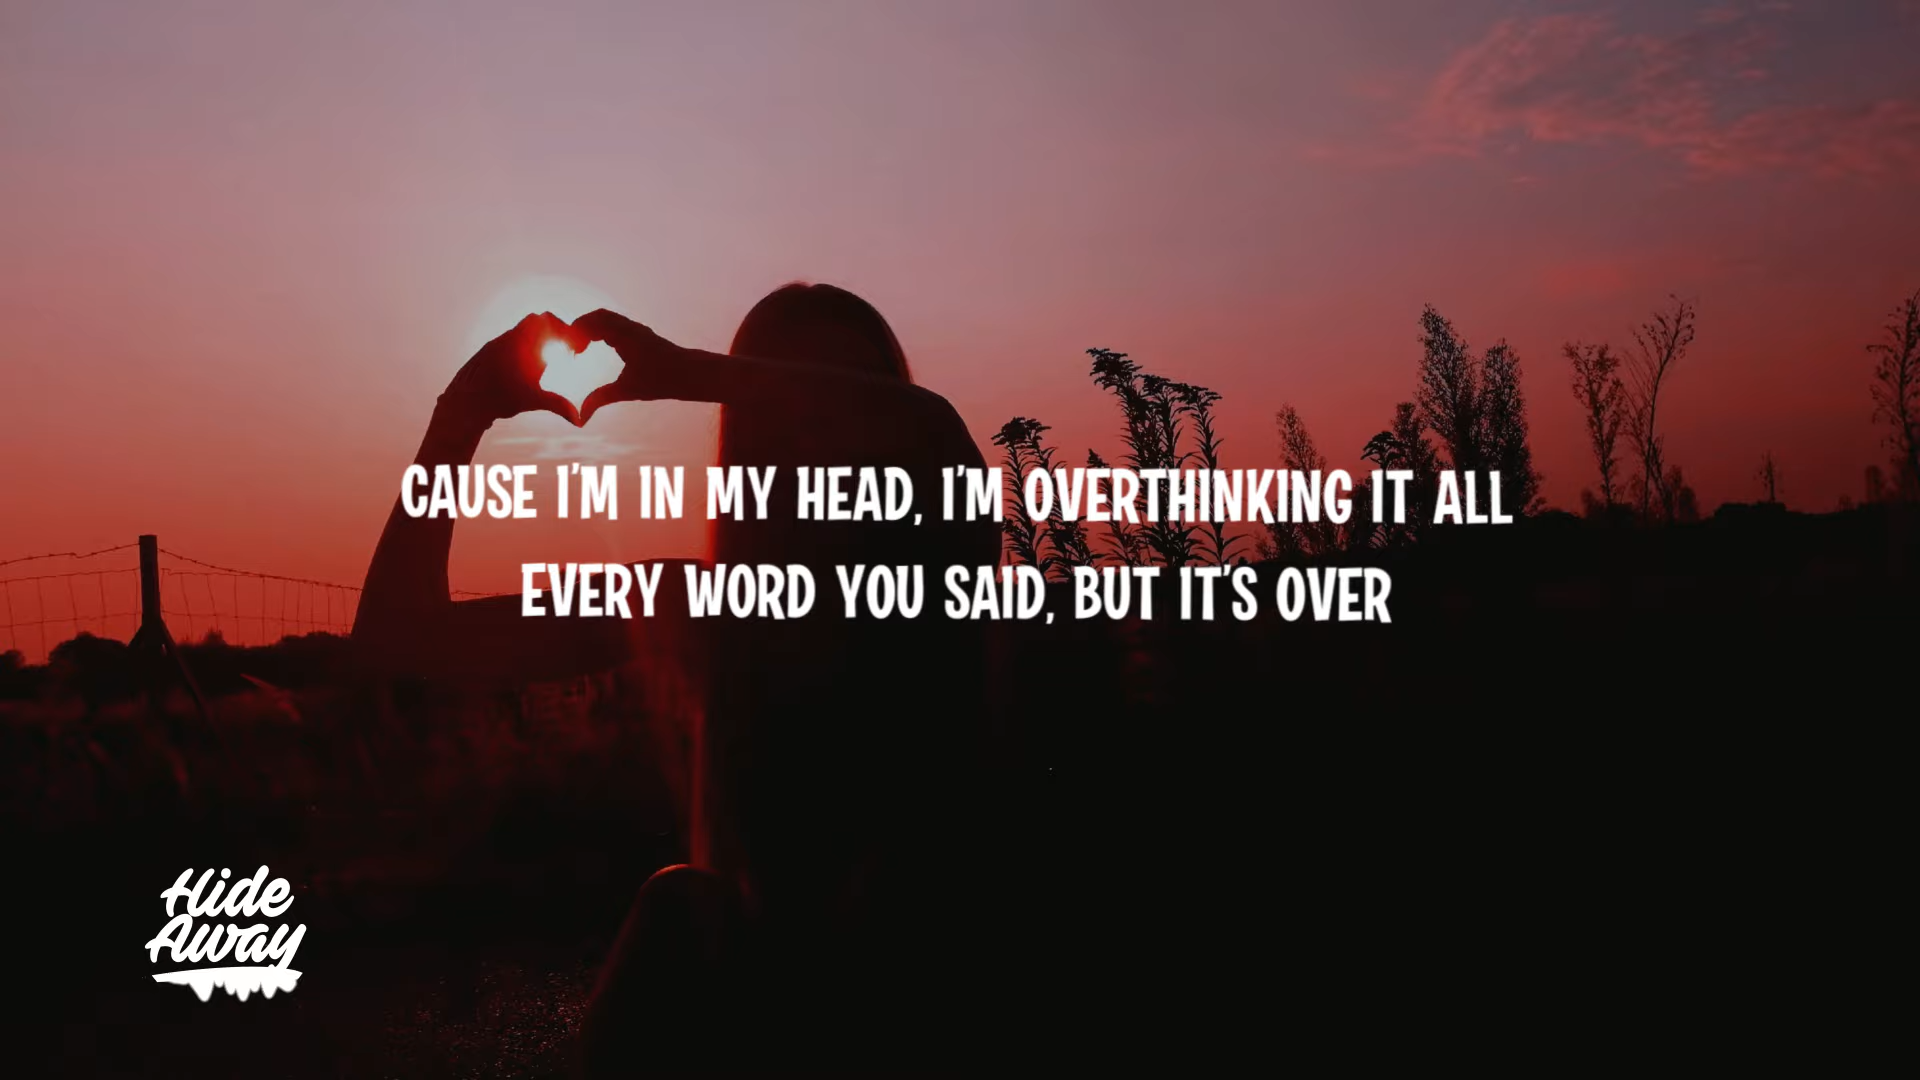 CAUSE I'M IN MY HEAD, I'M OVERTHINKING IT ALL
EVERY WORD YOU SAID, BUT IT'S OVER
Hide
Away